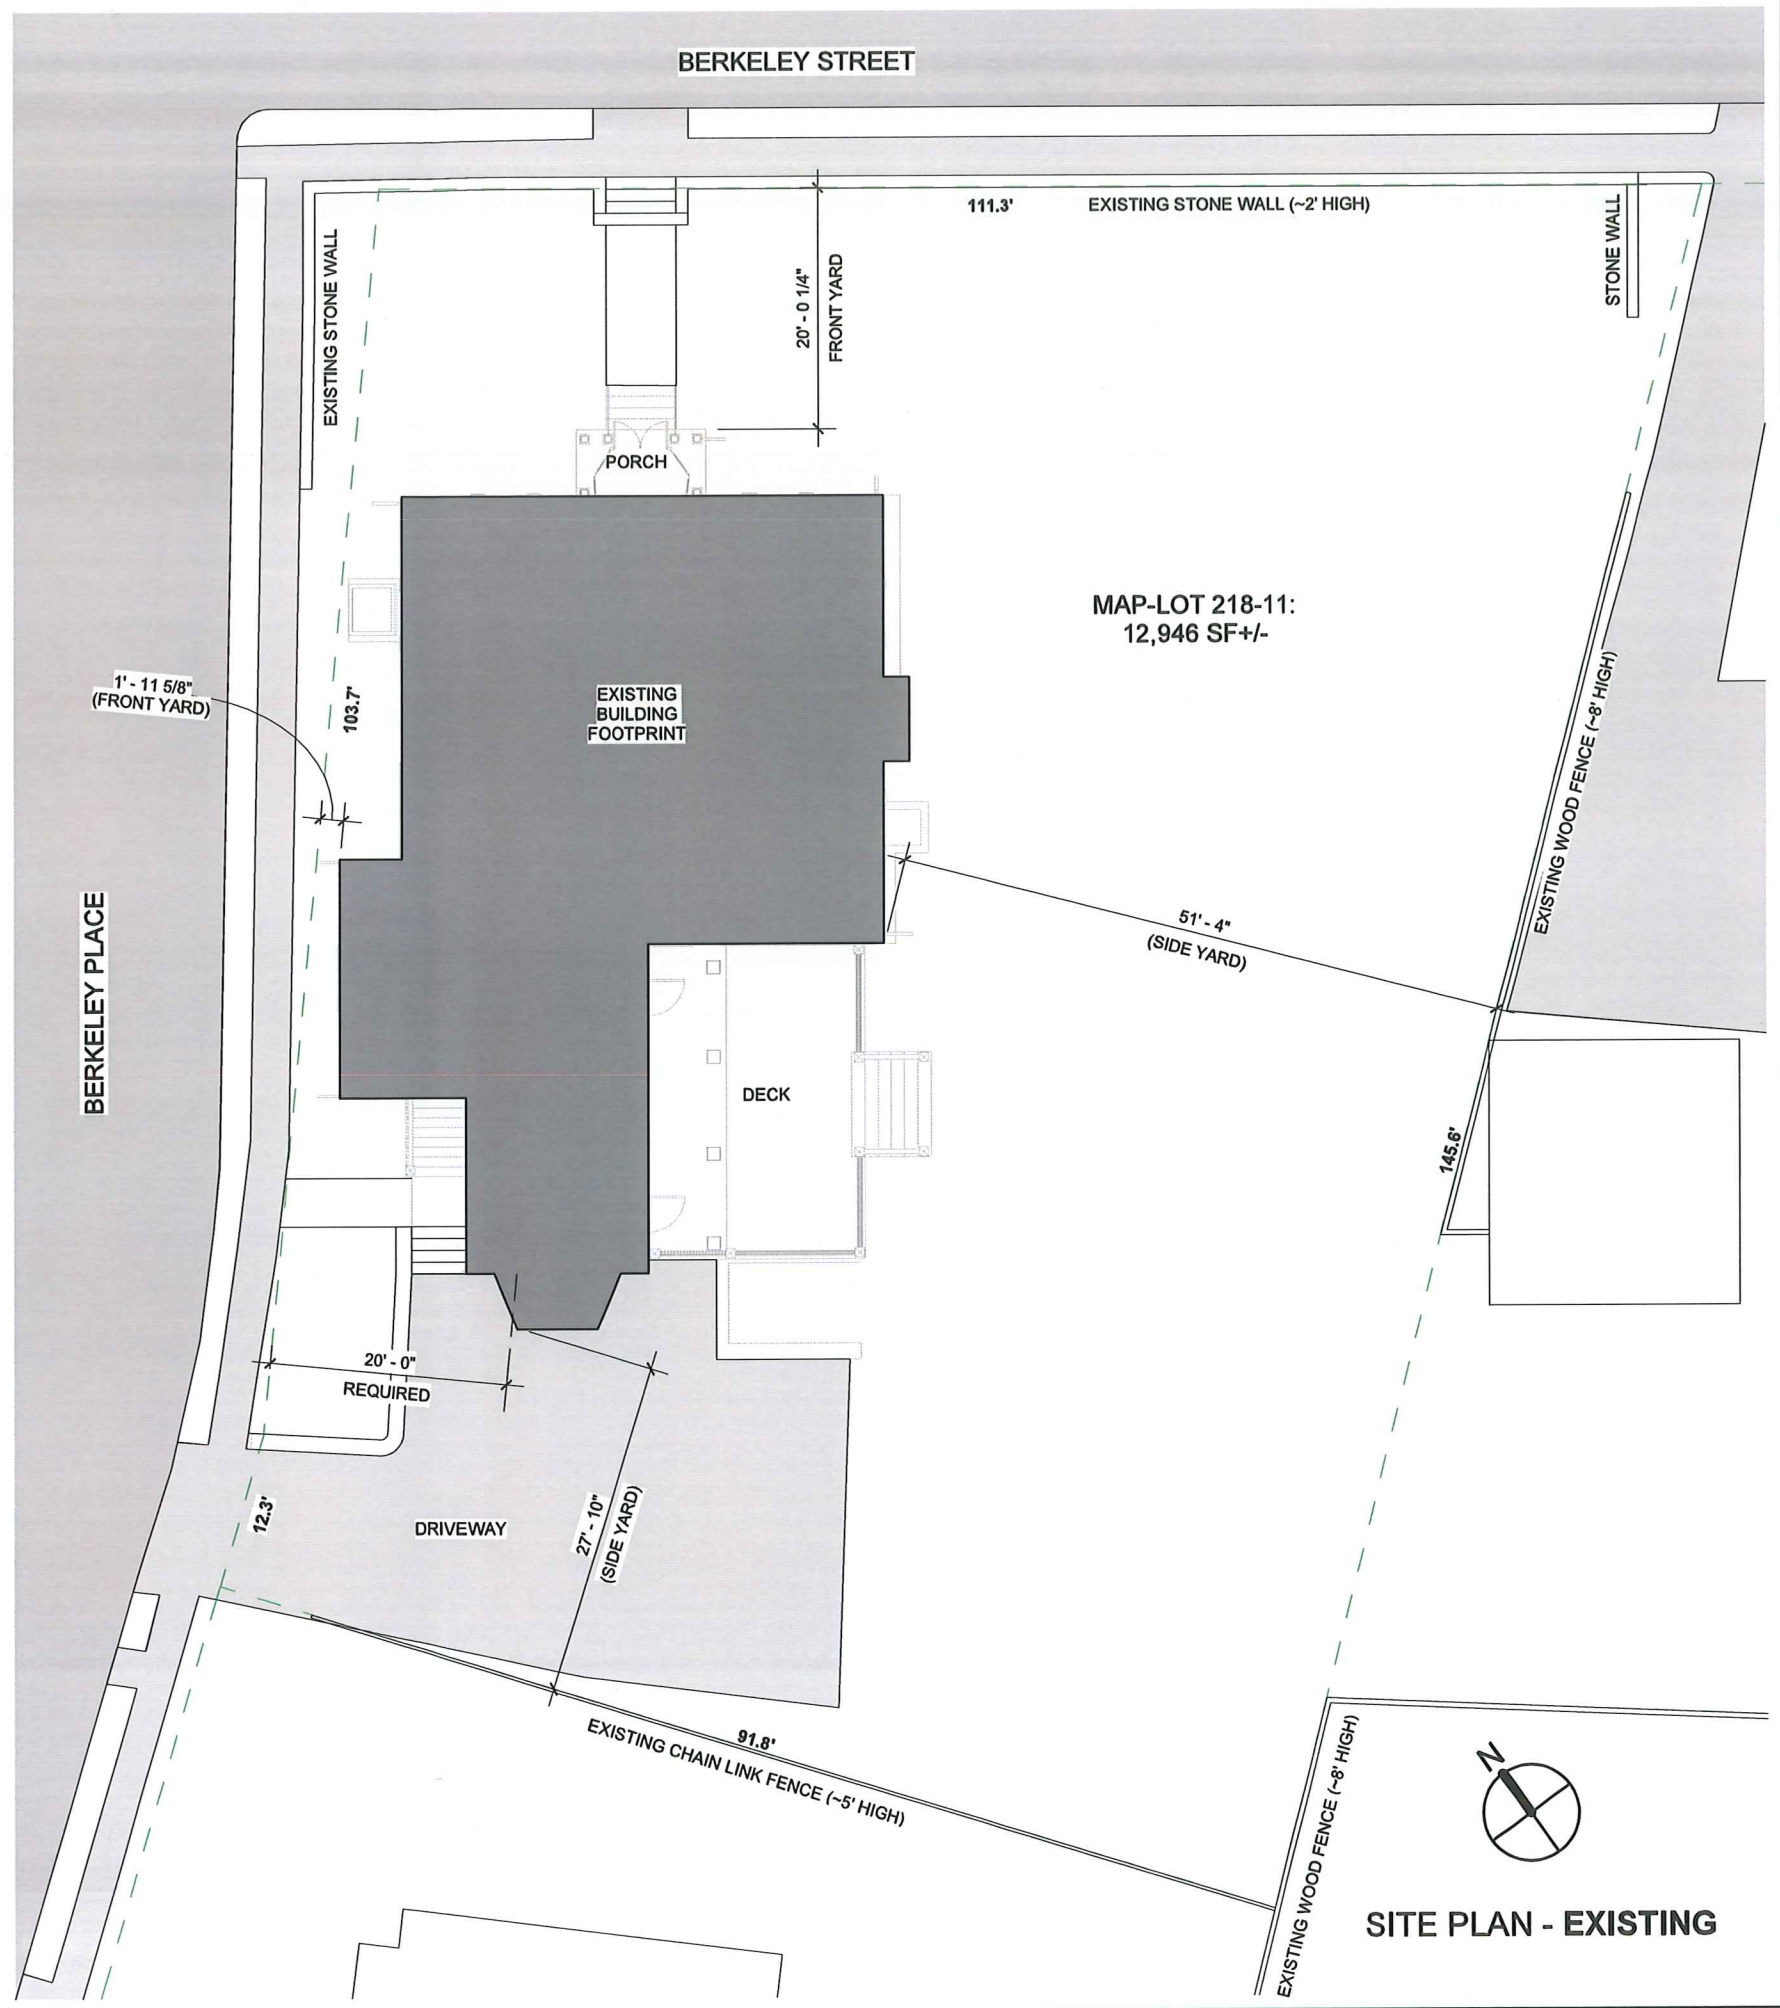 BERKELEY STREET
111.3'
EXISTING STONE WALL (~2' HIGH)
STONE WALL
EXISTING STONE WALL
20' - 0 1/4"
FRONT YARD
PORCH
MAP-LOT 218-11:
12,946 SF+/-
1' - 11 5/8"
(FRONT YARD)
103.7'
EXISTING
BUILDING
FOOTPRINT
EXISTING WOOD FENCE (~8' HIGH)
BERKELEY PLACE
51' - 4"
(SIDE YARD)
DECK
145.6'
20' - 0"
REQUIRED
12.3'
DRIVEWAY
27' - 10"
(SIDE YARD)
91.8'
EXISTING CHAIN LINK FENCE (~5' HIGH)
EXISTING WOOD FENCE (~8' HIGH)
N
SITE PLAN - EXISTING